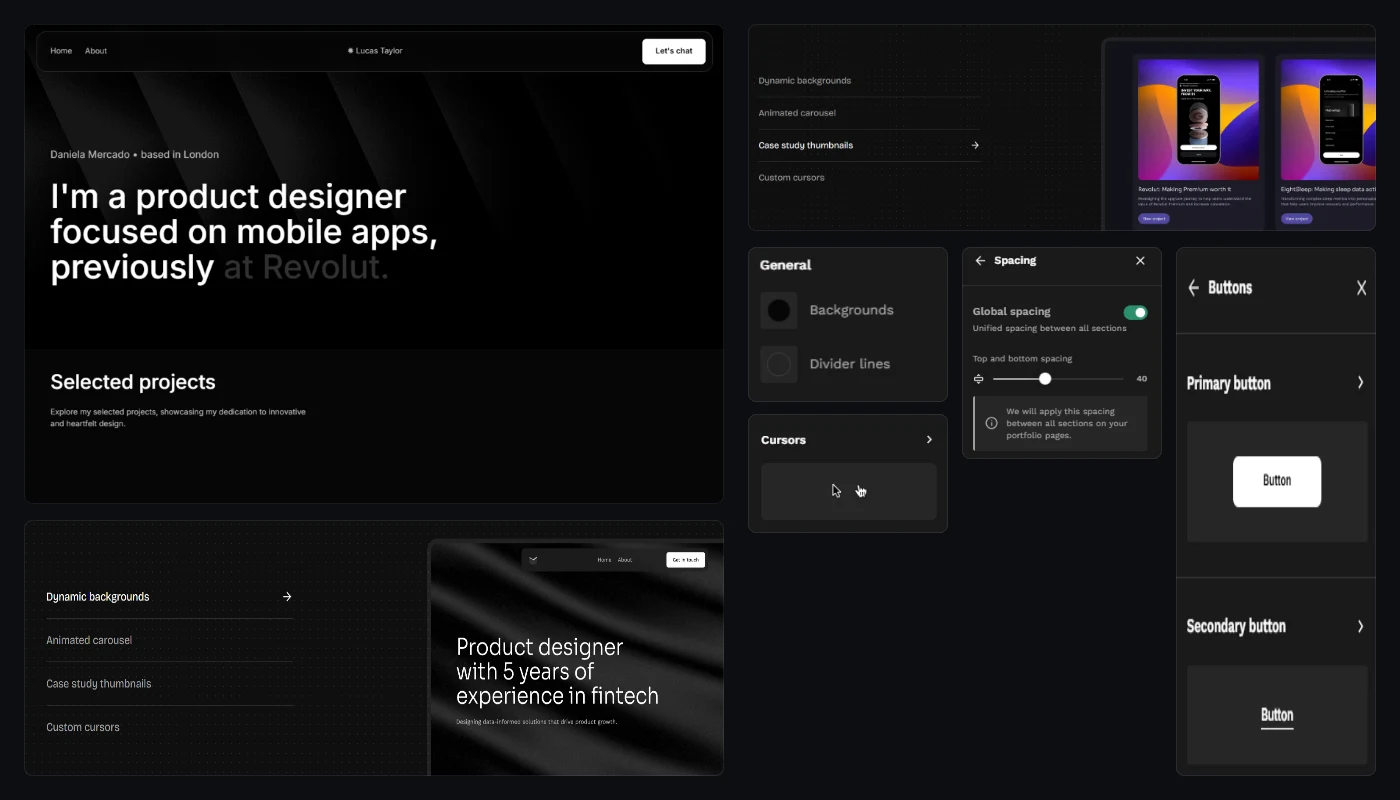 Home About
✺ Lucas Taylor
Let's chat
Daniela Mercado • based in London
I'm a product designer
focused on mobile apps,
previously at Revolut.
Selected projects
Explore my selected projects, showcasing my dedication to innovative
and heartfelt design.
Dynamic backgrounds
Animated carousel
Case study thumbnails
Custom cursors
Home About
Get in touch
Product designer
with 5 years of
experience in fintech
Designing data-informed solutions that drive product growth.
Dynamic backgrounds
Animated carousel
Case study thumbnails
Custom cursors
Revolut: Making Premium worth it
View project
EightSleep: Making sleep data acti
View project
General
Backgrounds
Divider lines
Cursors
Spacing
Global spacing
Unified spacing between all sections
Top and bottom spacing
40
We will apply this spacing
between all sections on your
portfolio pages.
Buttons
Primary button
Button
Secondary button
Button